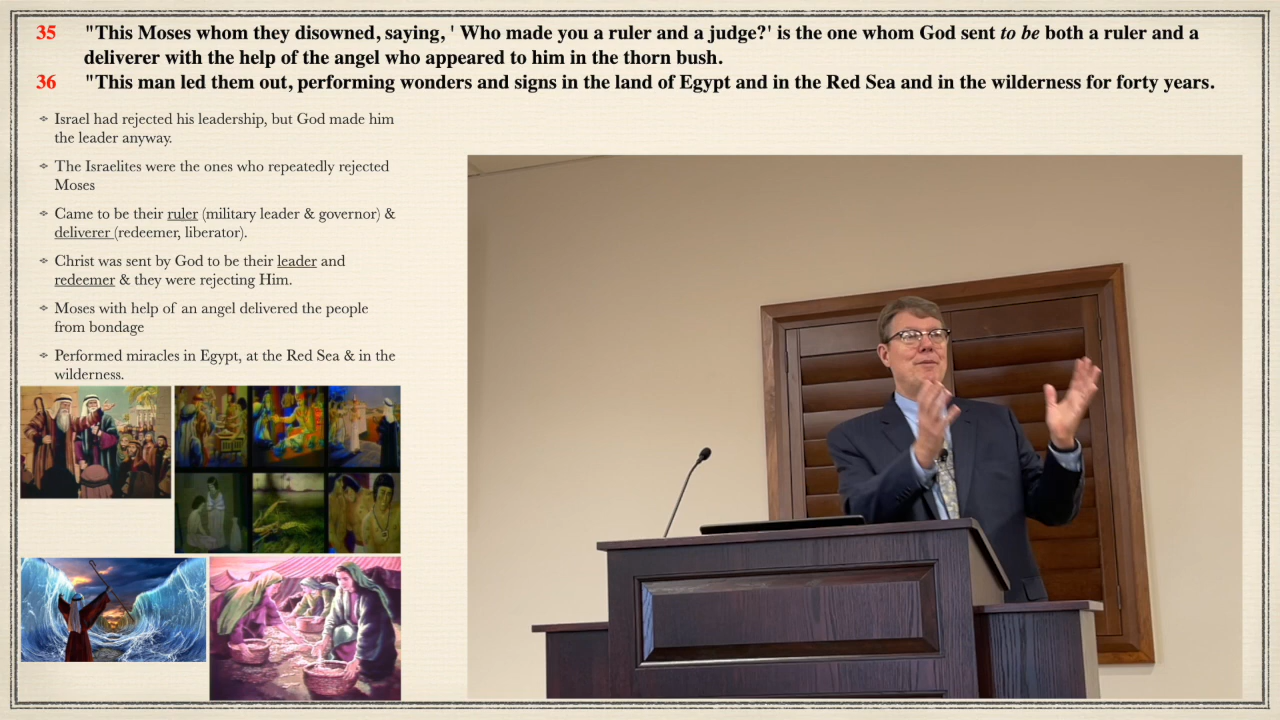 35 "This Moses whom they disowned, saying, ' Who made you a ruler and a judge?' is the one whom God sent to be both a ruler and a
deliverer with the help of the angel who appeared to him in the thorn bush.
36 "This man led them out, performing wonders and signs in the land of Egypt and in the Red Sea and in the wilderness for forty years.
Israel had rejected his leadership, but God made him
the leader anyway.
The Israelites were the ones who repeatedly rejected
Moses
Came to be their ruler (military leader & governor) &
deliverer (redeemer, liberator).
Christ was sent by God to be their leader and
redeemer & they were rejecting Him.
Moses with help of an angel delivered the people
from bondage
Performed miracles in Egypt, at the Red Sea & in the
wilderness.